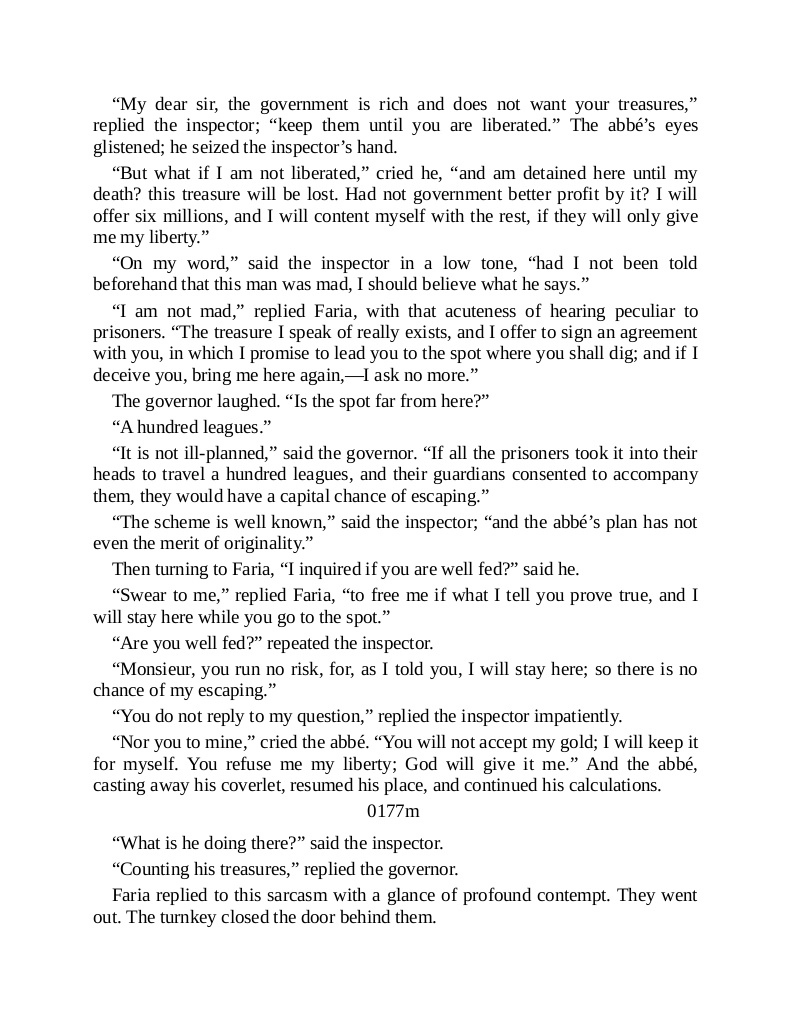 “My dear sir, the government is rich and does not want your treasures,”
replied the inspector; “keep them until you are liberated.” The abbé’s eyes
glistened; he seized the inspector’s hand.
“But what if I am not liberated,” cried he, “and am detained here until my
death? this treasure will be lost. Had not government better profit by it? I will
offer six millions, and I will content myself with the rest, if they will only give
me my liberty.”
“On my word,” said the inspector in a low tone, “had I not been told
beforehand that this man was mad, I should believe what he says.”
“I am not mad,” replied Faria, with that acuteness of hearing peculiar to
prisoners. “The treasure I speak of really exists, and I offer to sign an agreement
with you, in which I promise to lead you to the spot where you shall dig; and if I
deceive you, bring me here again,—I ask no more.”
The governor laughed. “Is the spot far from here?”
“A hundred leagues.”
“It is not ill-planned,” said the governor. “If all the prisoners took it into their
heads to travel a hundred leagues, and their guardians consented to accompany
them, they would have a capital chance of escaping.”
“The scheme is well known,” said the inspector; “and the abbé’s plan has not
even the merit of originality.”
Then turning to Faria, “I inquired if you are well fed?” said he.
“Swear to me,” replied Faria, “to free me if what I tell you prove true, and I
will stay here while you go to the spot.”
“Are you well fed?” repeated the inspector.
“Monsieur, you run no risk, for, as I told you, I will stay here; so there is no
chance of my escaping.”
“You do not reply to my question,” replied the inspector impatiently.
“Nor you to mine,” cried the abbé. “You will not accept my gold; I will keep it
for myself. You refuse me my liberty; God will give it me.” And the abbé,
casting away his coverlet, resumed his place, and continued his calculations.
0177m
“What is he doing there?” said the inspector.
“Counting his treasures,” replied the governor.
Faria replied to this sarcasm with a glance of profound contempt. They went
out. The turnkey closed the door behind them.